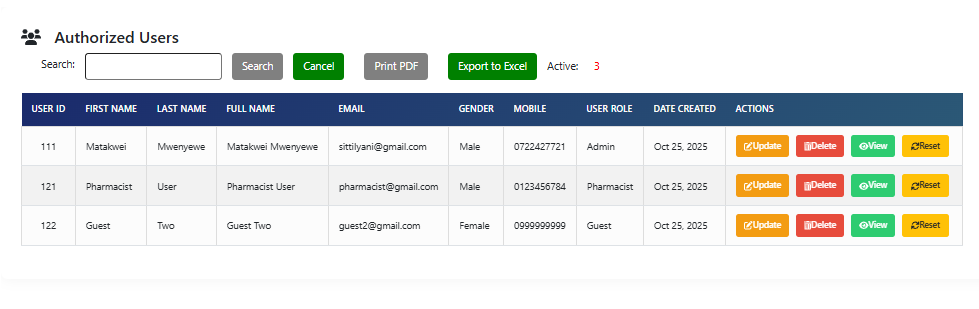 Authorized Users
Search: Search Cancel Print PDF Export to Excel Active: 3
USER ID FIRST NAME LAST NAME FULL NAME EMAIL GENDER MOBILE USER ROLE DATE CREATED ACTIONS
111 Matakwei Mwenyewe Matakwei Mwenyewe sittilyani@gmail.com Male 0722427721 Admin Oct 25, 2025 Update Delete View Reset
121 Pharmacist User Pharmacist User pharmacist@gmail.com Male 0123456784 Pharmacist Oct 25, 2025 Update Delete View Reset
122 Guest Two Guest Two guest2@gmail.com Female 0999999999 Guest Oct 25, 2025 Update Delete View Reset